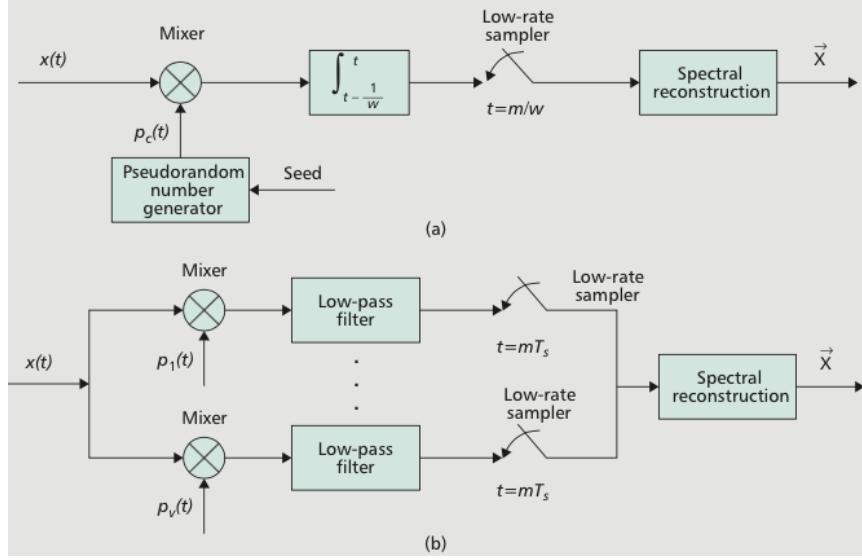 Mixer
Low-rate
sampler
x(t)
∫ t
t – 1/w
Spectral
reconstruction
X⃗
t=m/w
p_c(t)
Pseudorandom
number
generator
Seed
(a)
Mixer
Low-pass
filter
Low-rate
sampler
x(t)
p_1(t)
t=mT_s
Spectral
reconstruction
X⃗
Mixer
Low-rate
sampler
Low-pass
filter
p_v(t)
t=mT_s
(b)